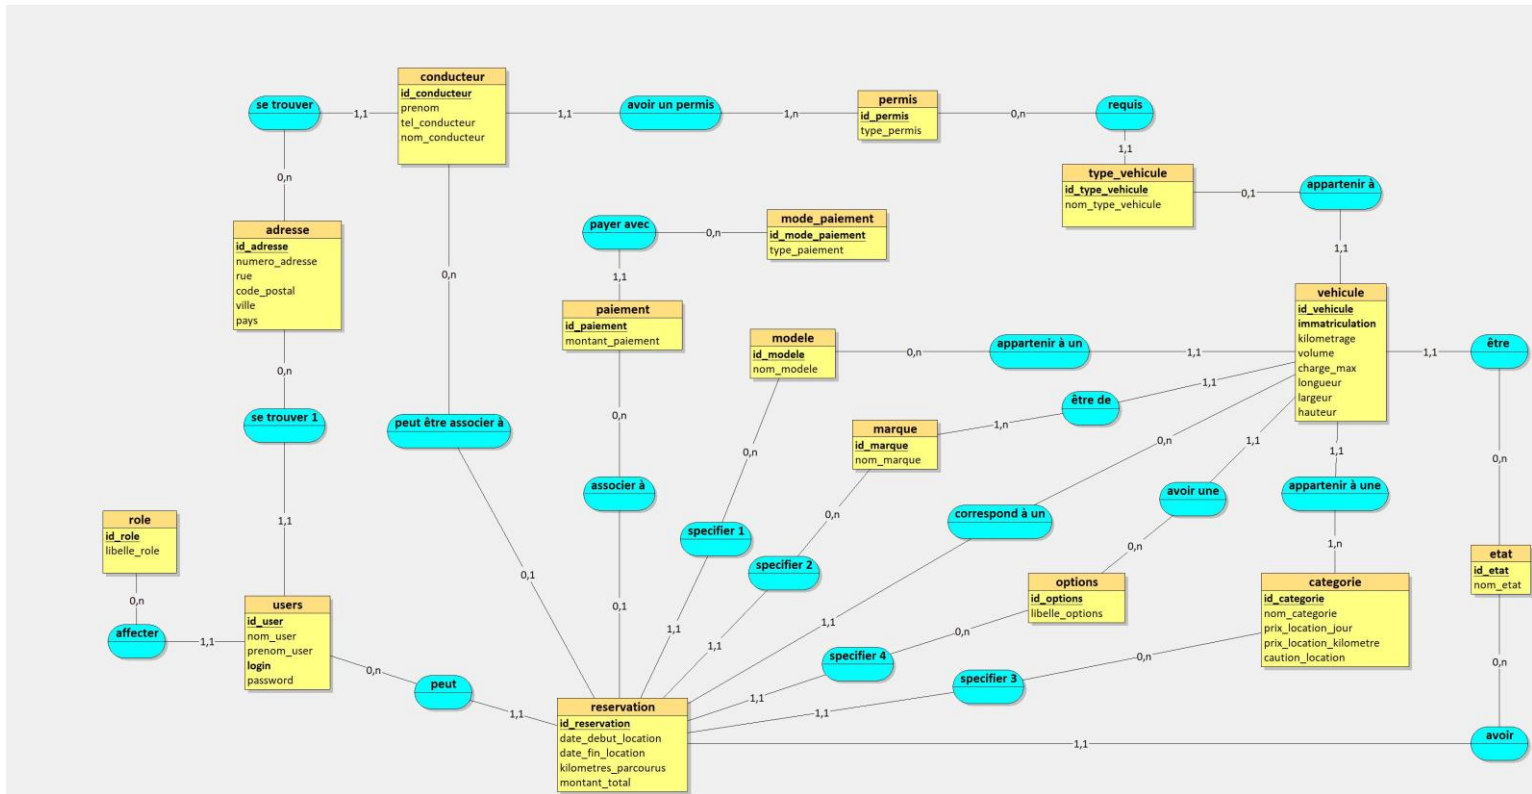 conducteur
id_conducteur
prenom
tel_conducteur
nom_conducteur
se trouver
1,1
1,1
avoir un permis
1,n
permis
id_permis
type_permis
0,n
requis
1,1
type_vehicule
id_type_vehicule
nom_type_vehicule
0,1
appartenir à
1,1
0,n
adresse
id_adresse
numero_adresse
rue
code_postal
ville
pays
0,n
payer avec
0,n
mode_paiement
id_mode_paiement
type_paiement
1,1
paiement
id_paiement
montant_paiement
vehicule
id_vehicule
immatriculation
kilometrage
volume
charge_max
longueur
largeur
hauteur
modele
id_modele
nom_modele
0,n
appartenir à un
1,1
1,1
être
0,n
se trouver 1
peut être associer à
0,n
1,1
être de
1,n
marque
id_marque
nom_marque
0,n
1,1
1,1
0,n
0,n
associer à
avoir une
appartenir à une
correspond à un
role
id_role
libelle_role
1,1
0,n
specifier 1
specifier 2
0,n
1,n
0,1
options
id_options
libelle_options
categorie
id_categorie
nom_categorie
prix_location_jour
prix_location_kilometre
caution_location
etat
id_etat
nom_etat
0,n
affecter
1,1
users
id_user
nom_user
prenom_user
login
password
0,1
1,1
1,1
1,1
0,n
specifier 4
0,n
0,n
0,n
peut
1,1
1,1
1,1
specifier 3
reservation
id_reservation
date_debut_location
date_fin_location
kilometres_parcourus
montant_total
1,1
avoir